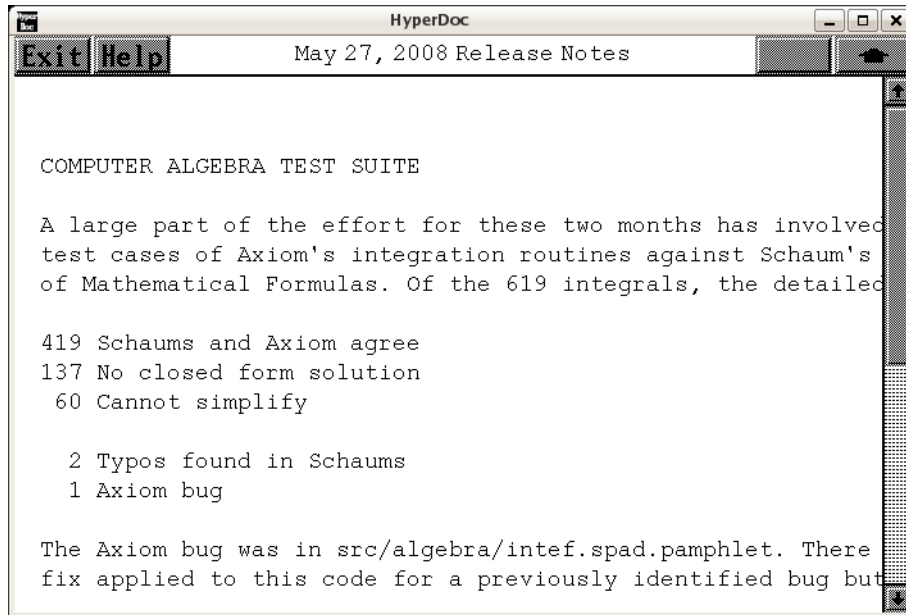 Hyper Doc
HyperDoc
Exit Help May 27, 2008 Release Notes
COMPUTER ALGEBRA TEST SUITE
A large part of the effort for these two months has involved
test cases of Axiom's integration routines against Schaum's
of Mathematical Formulas. Of the 619 integrals, the detailed
419 Schaums and Axiom agree
137 No closed form solution
60 Cannot simplify
2 Typos found in Schaums
1 Axiom bug
The Axiom bug was in src/algebra/intef.spad.pamphlet. There
fix applied to this code for a previously identified bug but